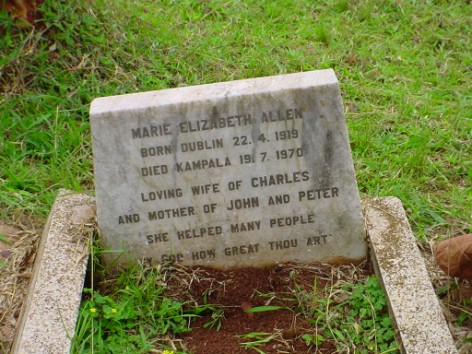 MARIE ELIZABETH ALLEN
BORN DUBLIN 22.4.1919
DIED KAMPALA 19.7.1970
LOVING WIFE OF CHARLES
AND MOTHER OF JOHN AND PETER
SHE HELPED MANY PEOPLE
GOD HOW GREAT THOU ART